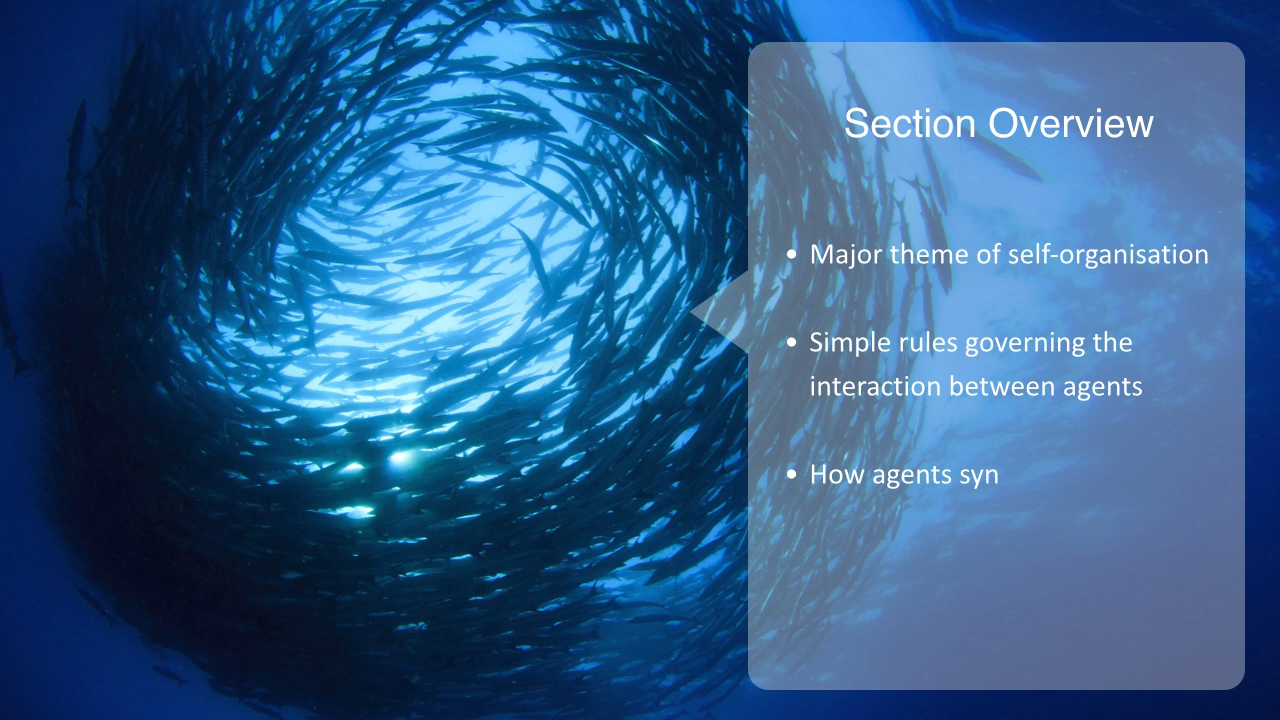 Section Overview
• Major theme of self-organisation
• Simple rules governing the
interaction between agents
• How agents syn